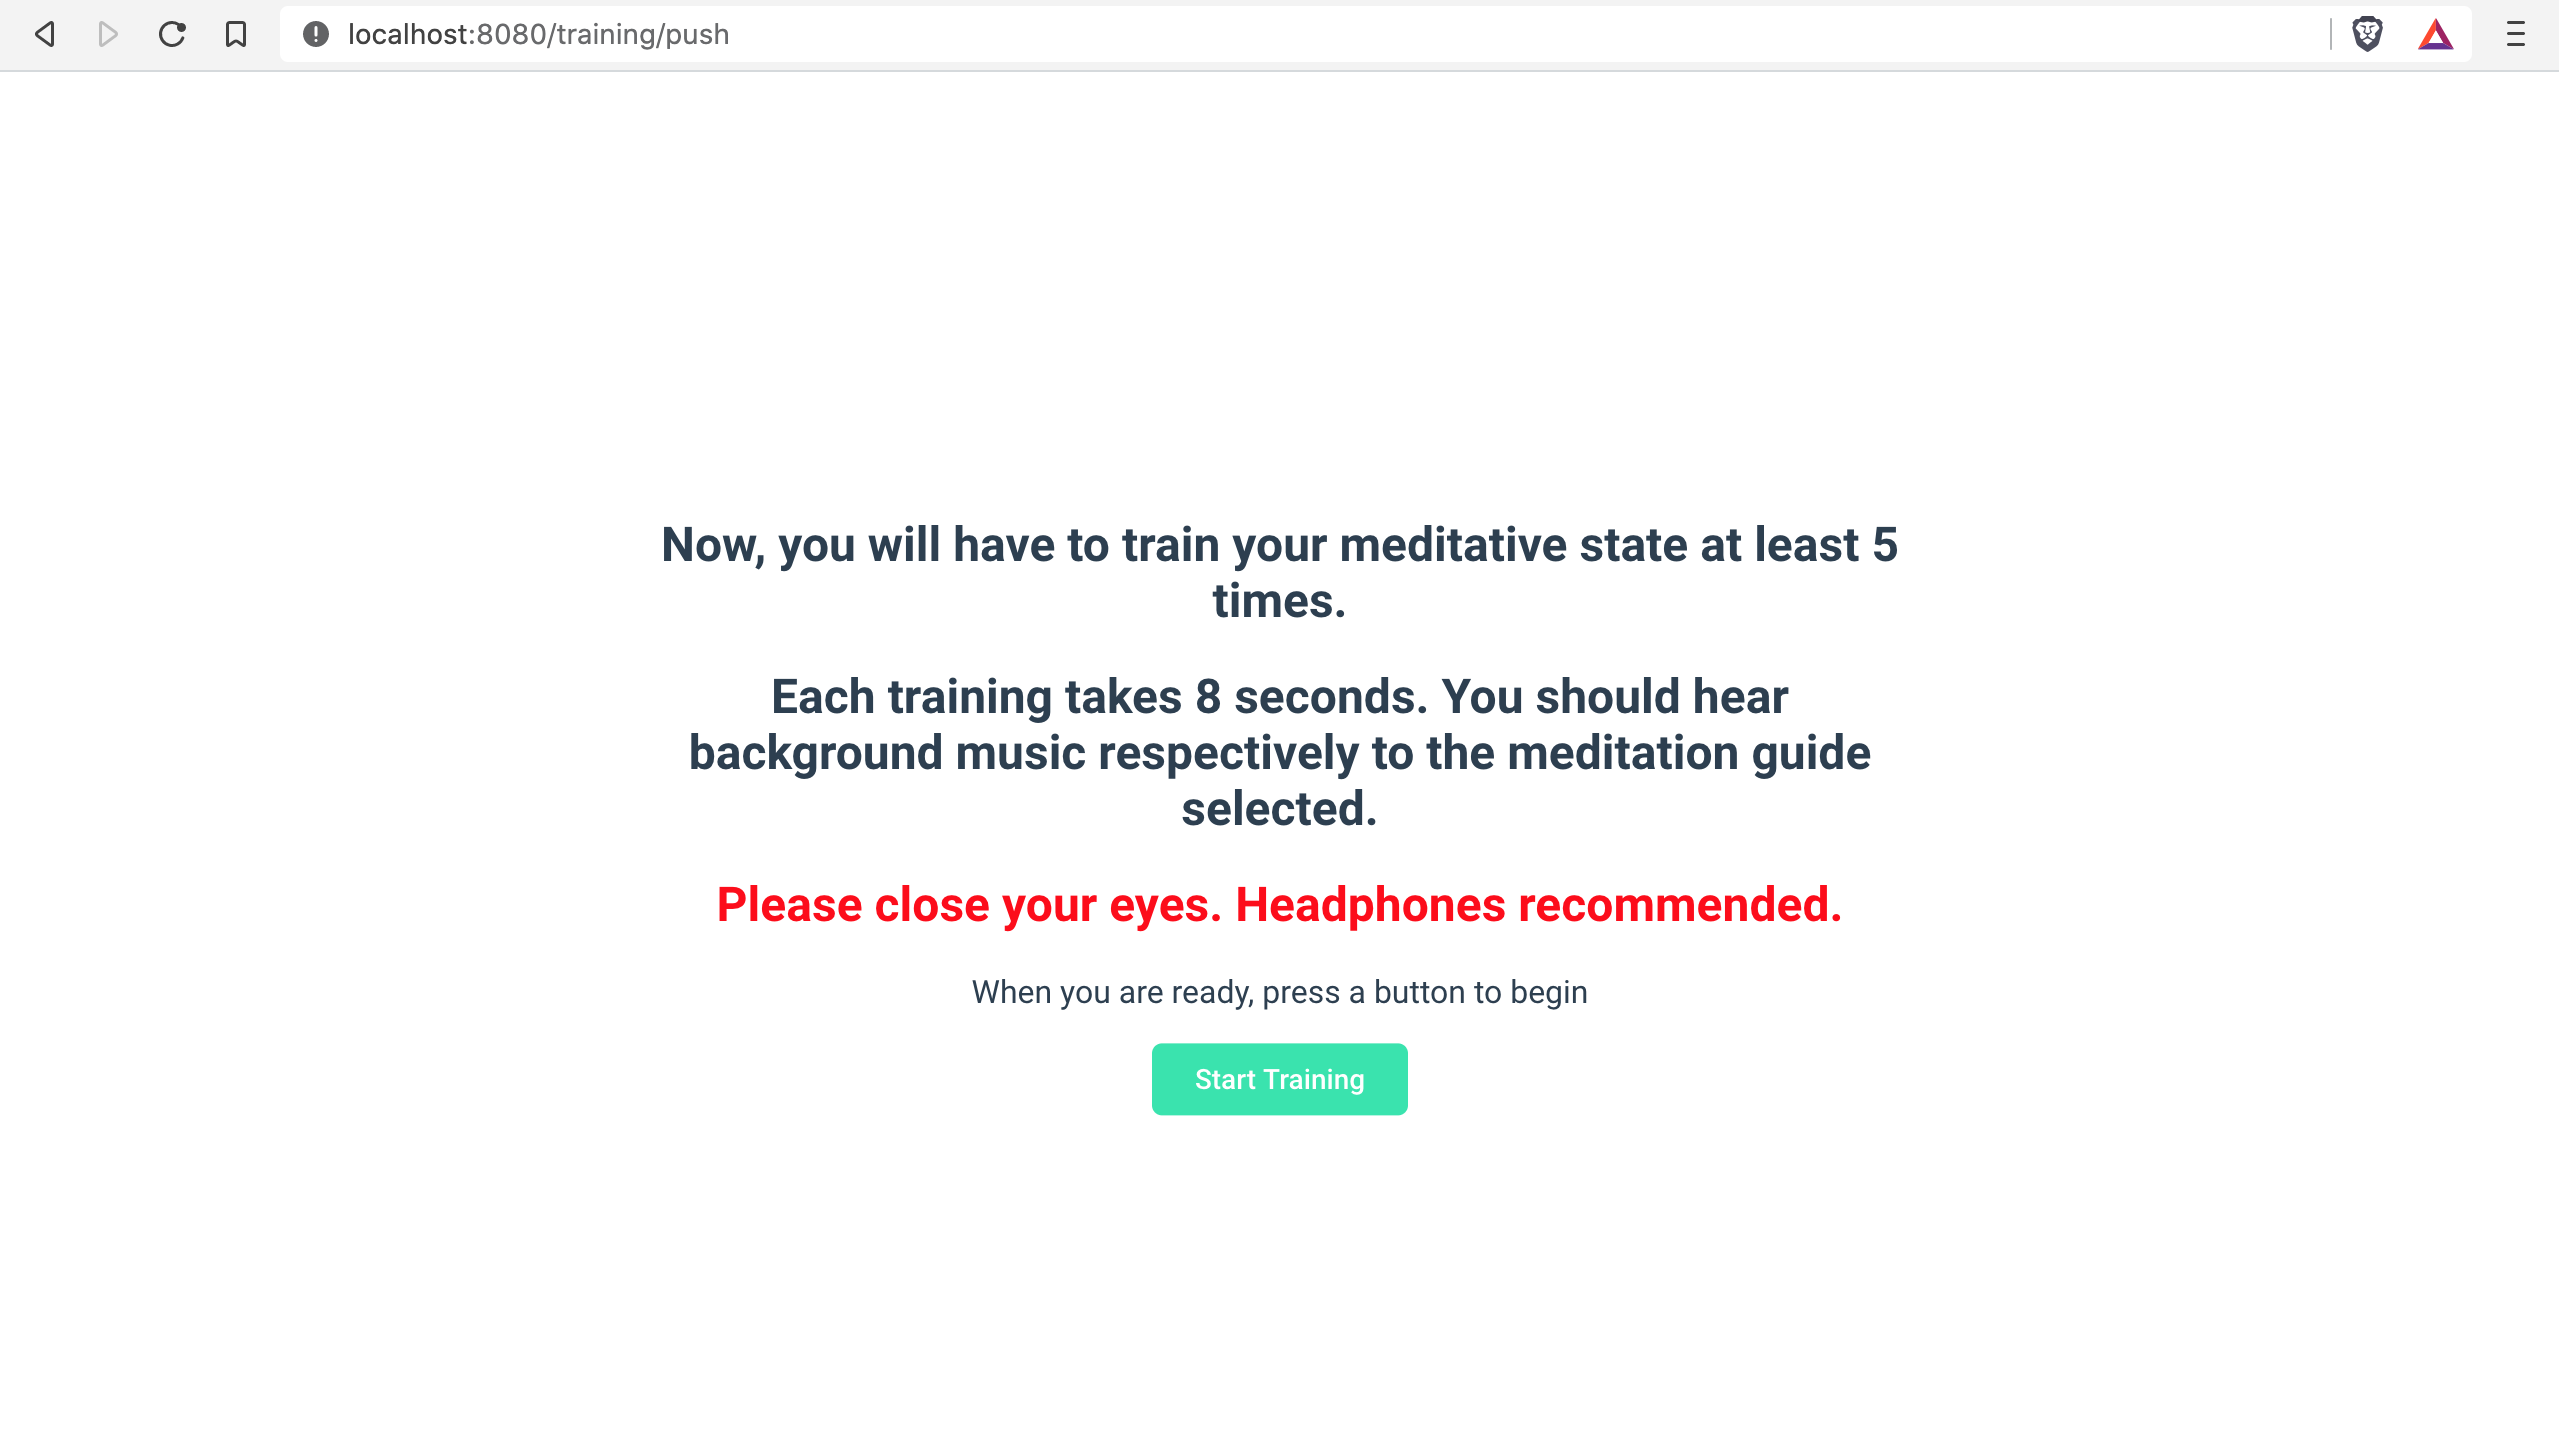 localhost:8080/training/push
Now, you will have to train your meditative state at least 5
times.
Each training takes 8 seconds. You should hear
background music respectively to the meditation guide
selected.
Please close your eyes. Headphones recommended.
When you are ready, press a button to begin
Start Training